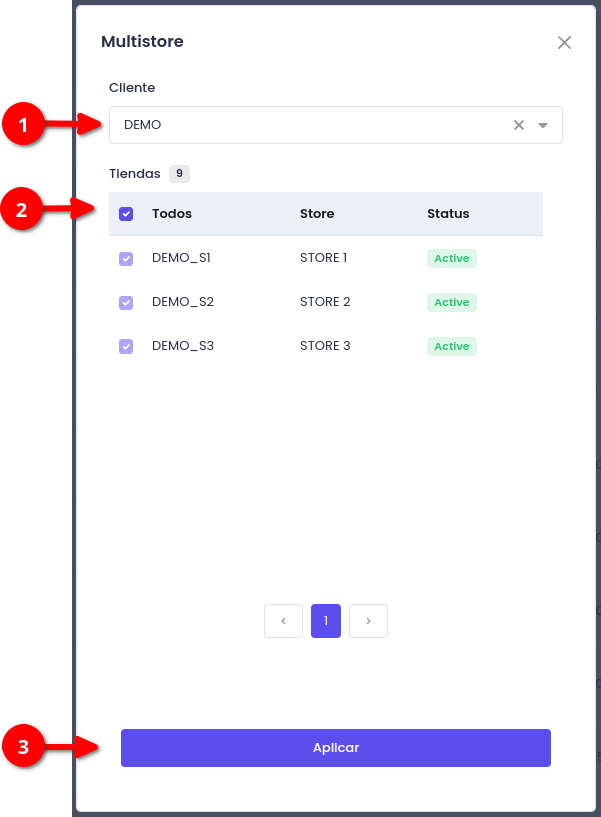 Multistore
Cliente
1
DEMO
Tiendas 9
2
Todos Store Status
DEMO_S1 STORE 1 Active
DEMO_S2 STORE 2 Active
DEMO_S3 STORE 3 Active
1
3
Aplicar